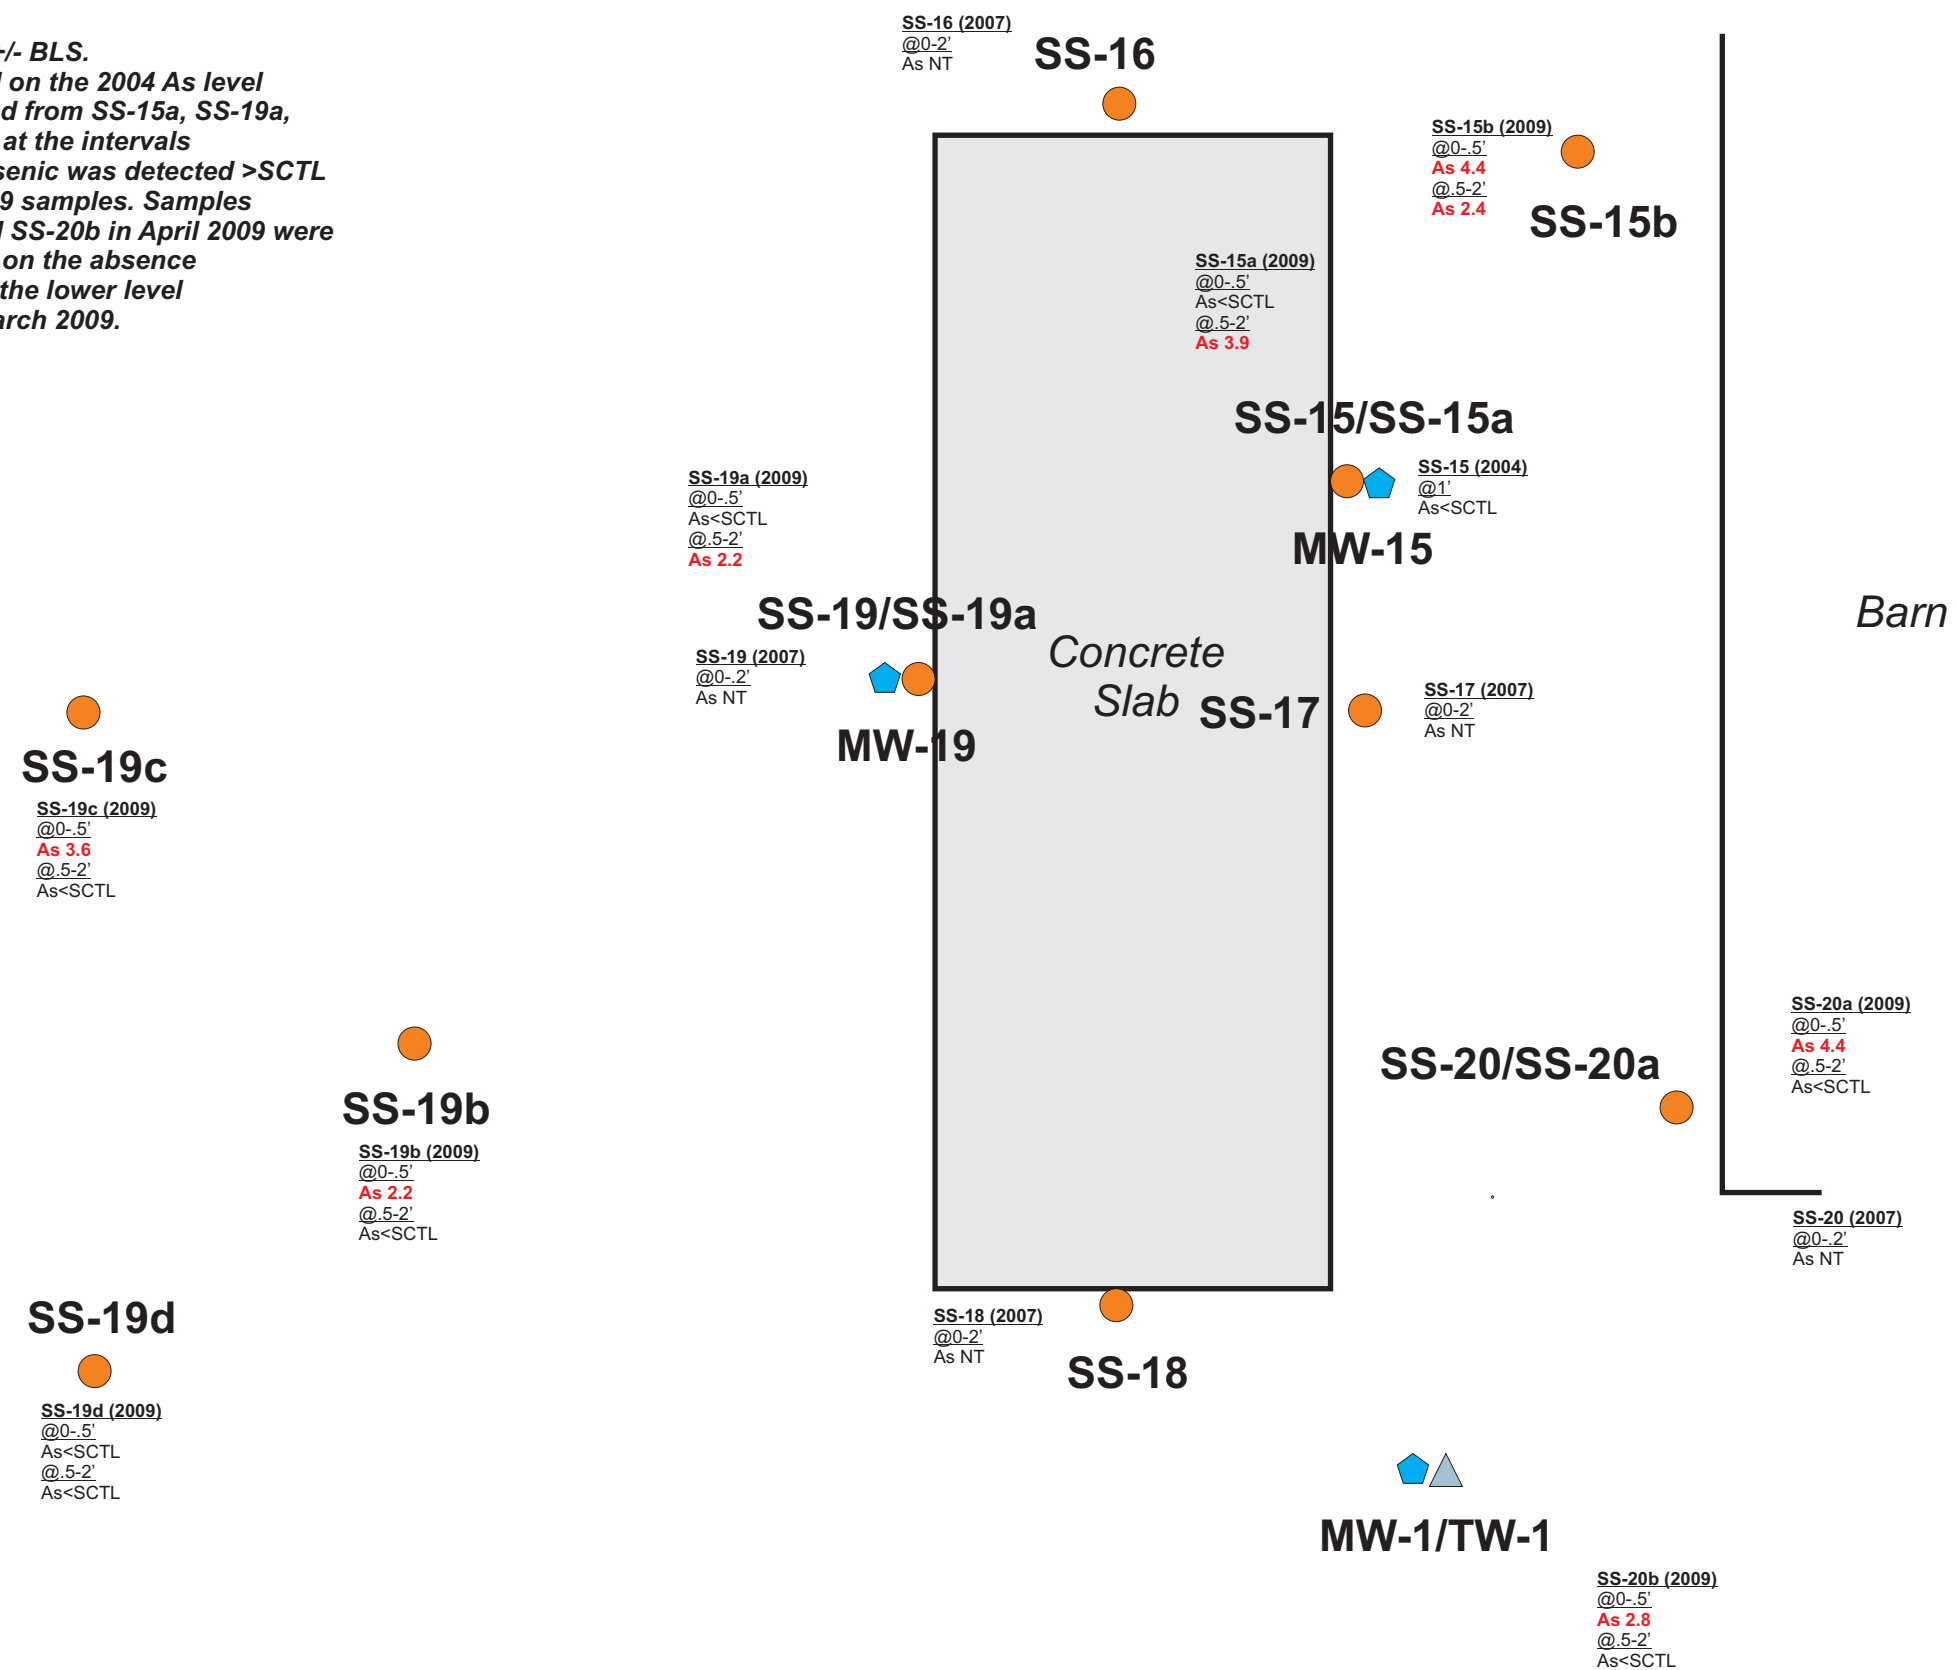 +/- BLS.
on the 2004 As level
d from SS-15a, SS-19a,
at the intervals
senic was detected >SCTL
9 samples. Samples
SS-20b in April 2009 were
on the absence
the lower level
arch 2009.
SS-16 (2007)
@0-2'
As NT
SS-16
SS-15b (2009)
@0-.5'
As 4.4
@.5-2'
As 2.4
SS-15b
SS-15a (2009)
@0-.5'
As<SCTL
@.5-2'
As 3.9
SS-15/SS-15a
SS-15 (2004)
@1'
As<SCTL
MW-15
SS-19a (2009)
@0-.5'
As<SCTL
@.5-2'
As 2.2
SS-19/SS-19a
SS-19 (2007)
@0-.2'
As NT
MW-19
Concrete
Slab
Barn
SS-17
SS-17 (2007)
@0-2'
As NT
SS-19c
SS-19c (2009)
@0-.5'
As 3.6
@.5-2'
As<SCTL
SS-19b
SS-19b (2009)
@0-.5'
As 2.2
@.5-2'
As<SCTL
SS-20a (2009)
@0-.5'
As 4.4
@.5-2'
As<SCTL
SS-20/SS-20a
SS-20 (2007)
@0-.2'
As NT
SS-19d
SS-19d (2009)
@0-.5'
As<SCTL
@.5-2'
As<SCTL
SS-18 (2007)
@0-2'
As NT
SS-18
MW-1/TW-1
SS-20b (2009)
@0-.5'
As 2.8
@.5-2'
As<SCTL